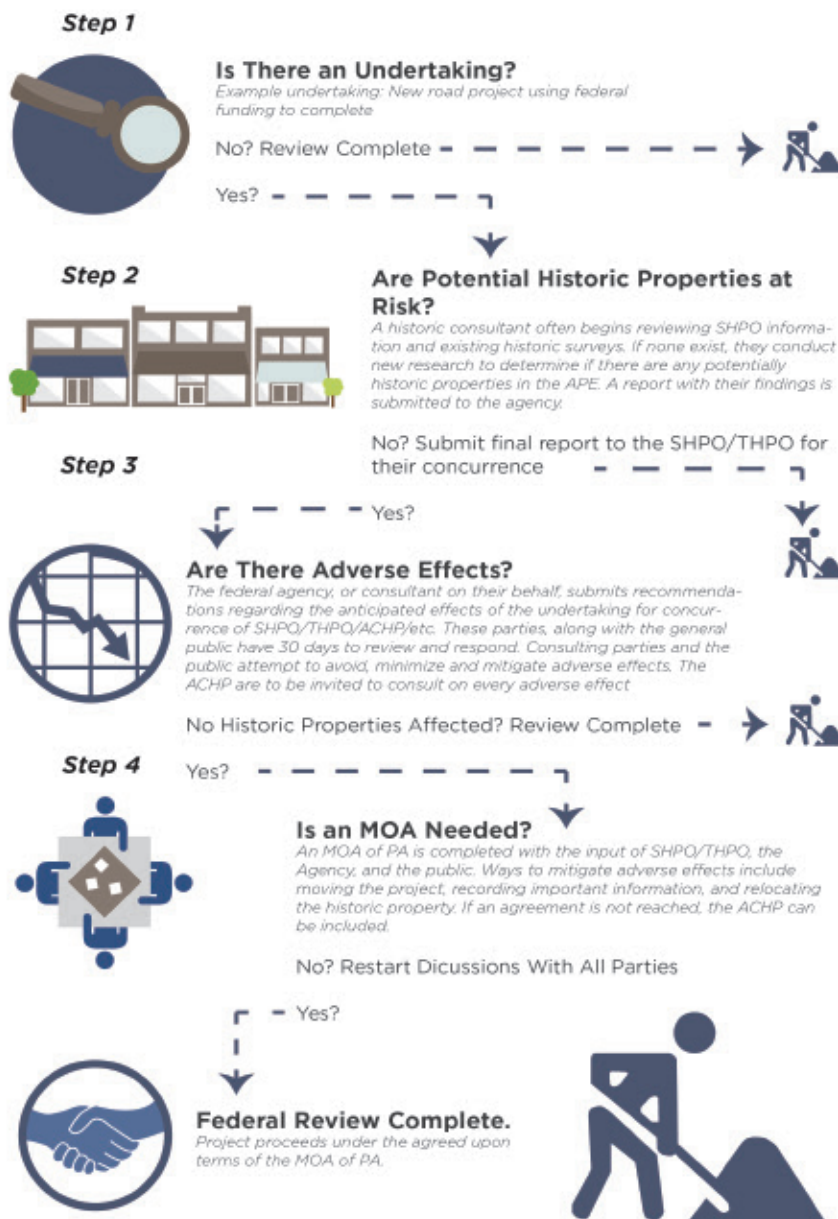 Step 1
Is There an Undertaking?
Example undertaking: New road project using federal
funding to complete
No? Review Complete
Yes?
Step 2
Are Potential Historic Properties at
Risk?
A historic consultant often begins reviewing SHPO informa-
tion and existing historic surveys. If none exist, they conduct
new research to determine if there are any potentially
historic properties in the APE. A report with their findings is
submitted to the agency.
No? Submit final report to the SHPO/THPO for
their concurrence
Step 3
Yes?
Are There Adverse Effects?
The federal agency, or consultant on their behalf, submits recommenda-
tions regarding the anticipated effects of the undertaking for concur-
rence of SHPO/THPO/ACHP/etc. These parties, along with the general
public have 30 days to review and respond. Consulting parties and the
public attempt to avoid, minimize and mitigate adverse effects. The
ACHP are to be invited to consult on every adverse effect
No Historic Properties Affected? Review Complete
Step 4
Yes?
Is an MOA Needed?
An MOA of PA is completed with the input of SHPO/THPO, the
Agency, and the public. Ways to mitigate adverse effects include
moving the project, recording important information, and relocating
the historic property. If an agreement is not reached, the ACHP can
be included.
No? Restart Dicussions With All Parties
Yes?
Federal Review Complete.
Project proceeds under the agreed upon
terms of the MOA of PA.